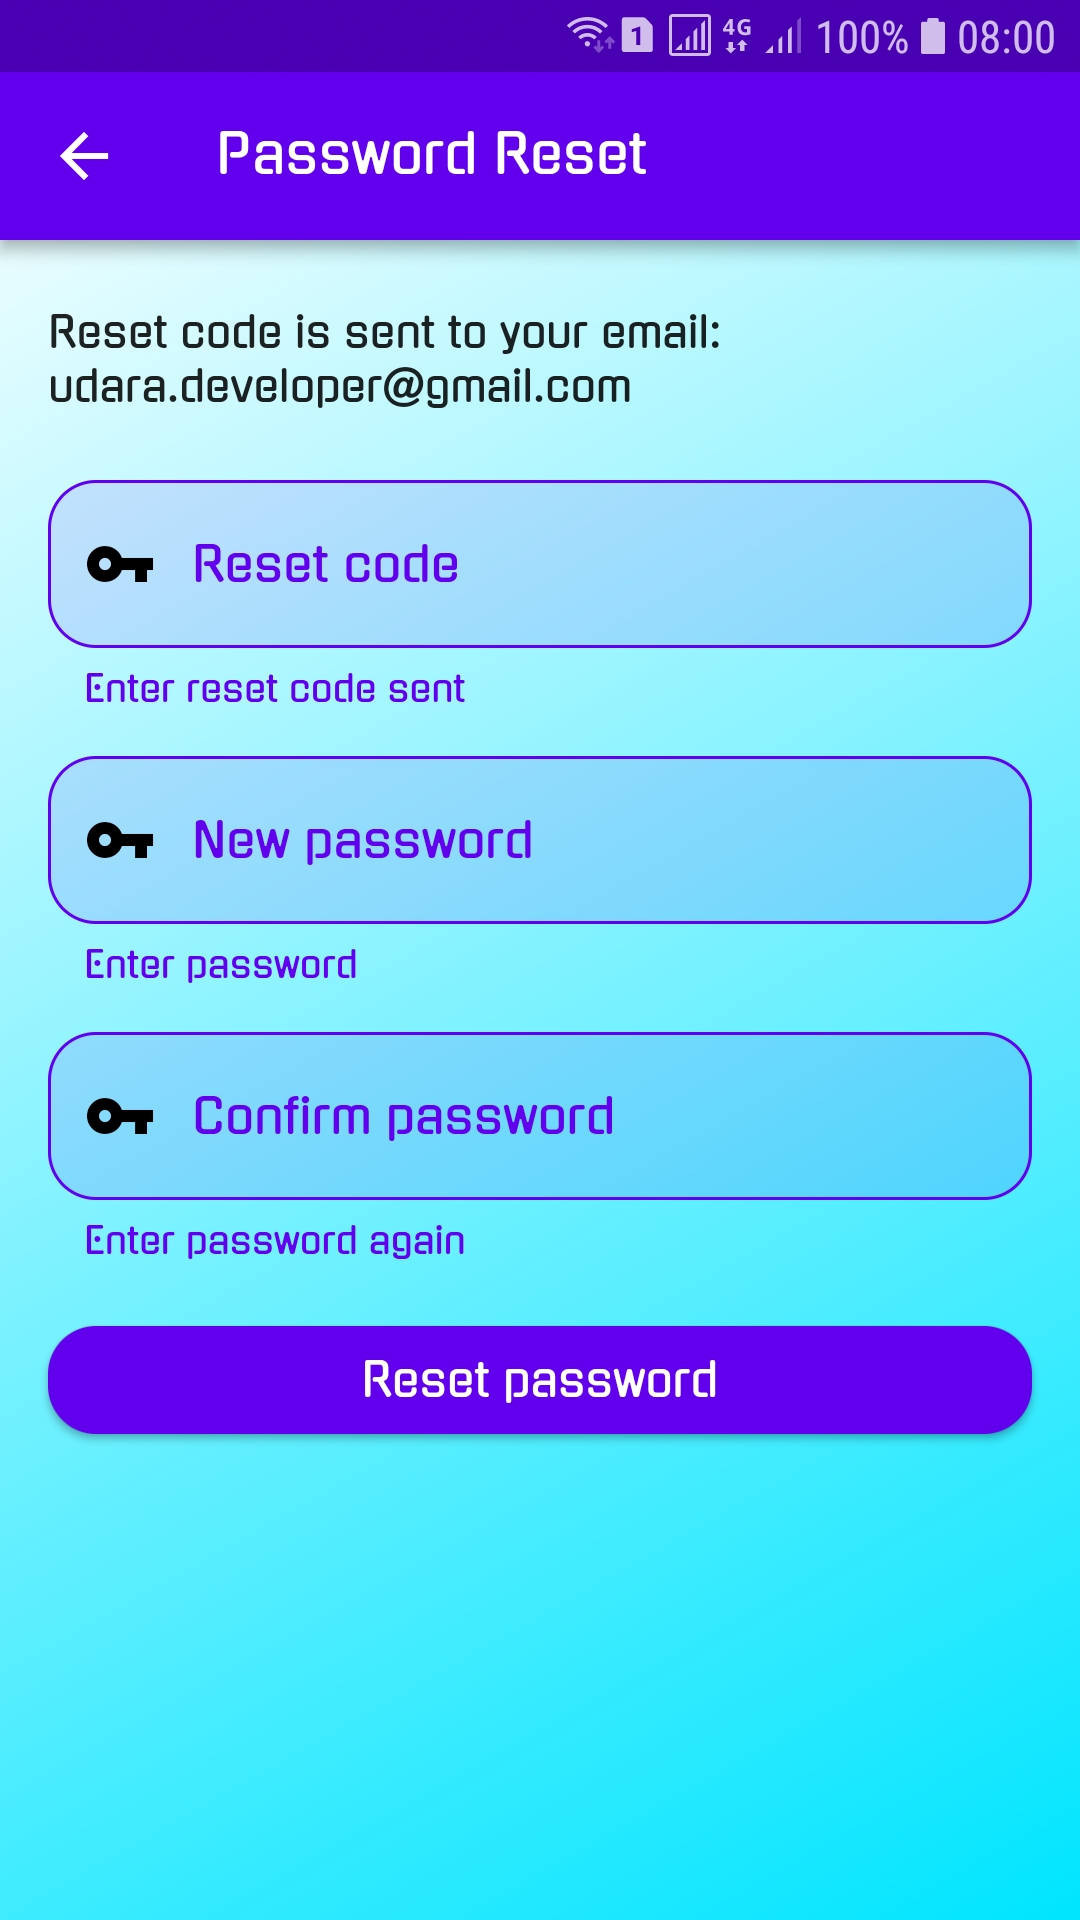 1 4G 100% 08:00
Password Reset
Reset code is sent to your email:
udara.developer@gmail.com
Reset code
Enter reset code sent
New password
Enter password
Confirm password
Enter password again
Reset password